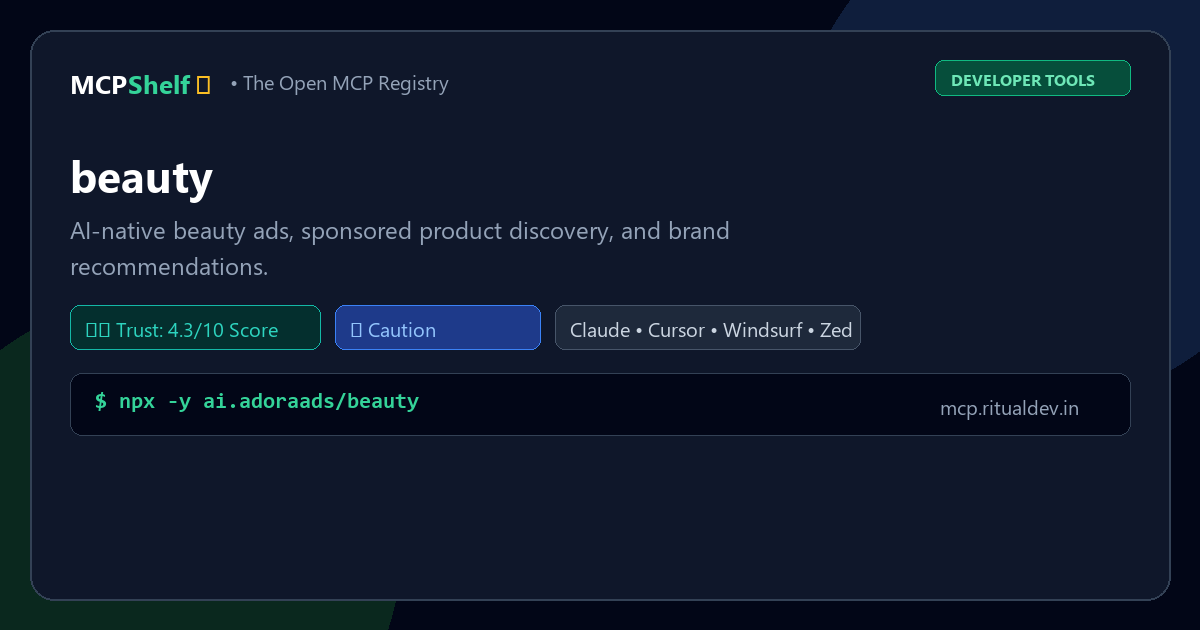 MCPShelf • The Open MCP Registry
DEVELOPER TOOLS
beauty
AI-native beauty ads, sponsored product discovery, and brand
recommendations.
Trust: 4.3/10 Score
Caution
Claude • Cursor • Windsurf • Zed
$ npx -y ai.adoraads/beauty
mcp.ritualdev.in